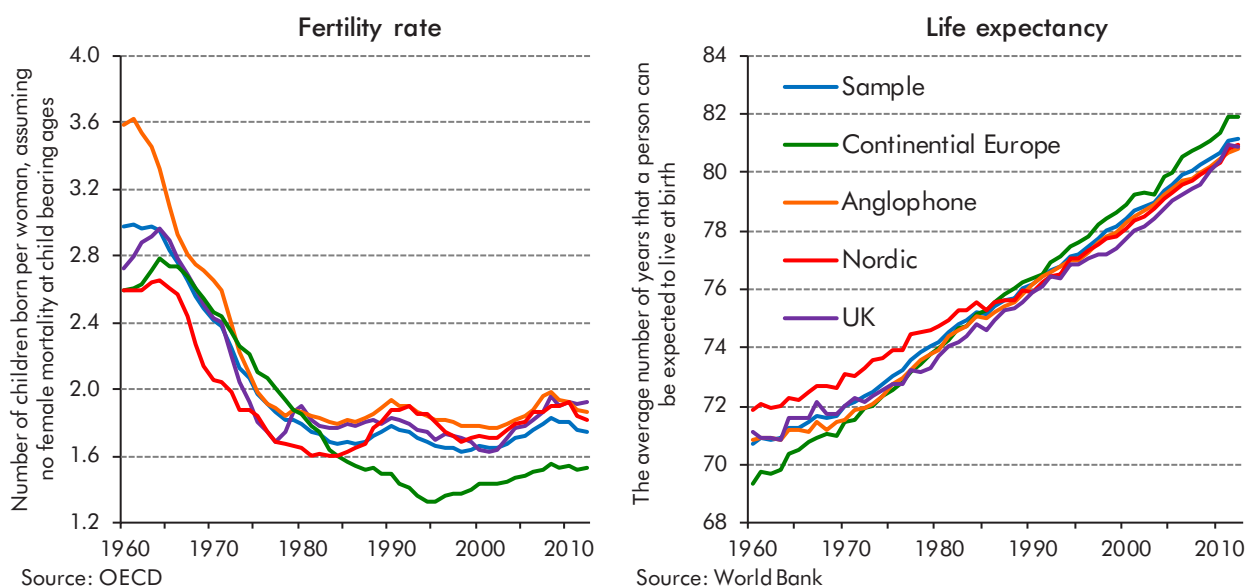 Fertility rate
Number of children born per woman, assuming
no female mortality at child bearing ages
4.0
3.6
3.2
2.8
2.4
2.0
1.6
1.2
1960
1970
1980
1990
2000
2010
Source: OECD
Life expectancy
The average number of years that a person can
be expected to live at birth
84
82
80
78
76
74
72
70
68
Sample
Continental Europe
Anglophone
Nordic
UK
1960
1970
1980
1990
2000
2010
Source: World Bank